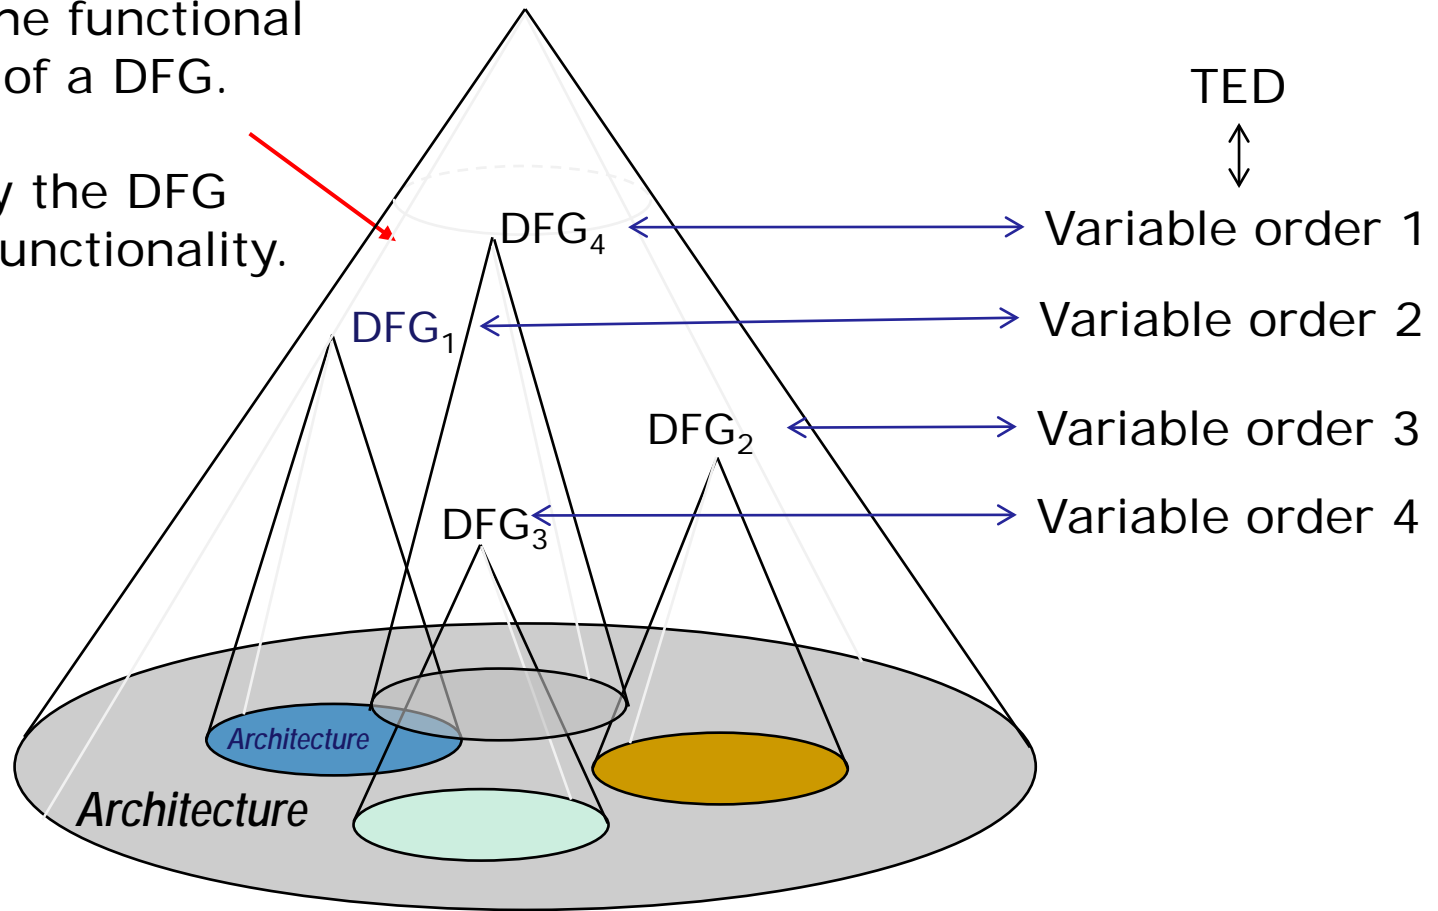 he functional
of a DFG.
y the DFG
unctionality.
TED
DFG4
Variable order 1
DFG1
Variable order 2
DFG2
Variable order 3
DFG3
Variable order 4
Architecture
Architecture